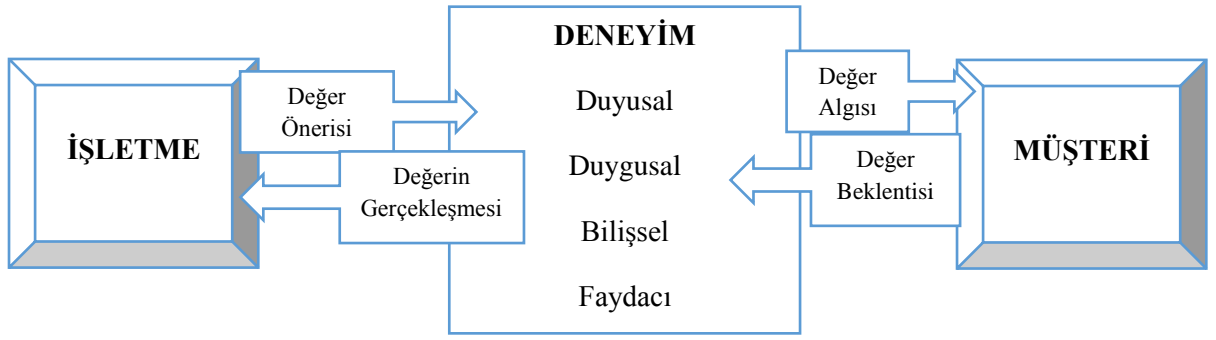 İŞLETME
Değer
Önerisi
Değerin
Gerçekleşmesi
DENEYİM
Duyusal
Duygusal
Bilişsel
Faydacı
Değer
Algısı
Değer
Beklentisi
MÜŞTERİ